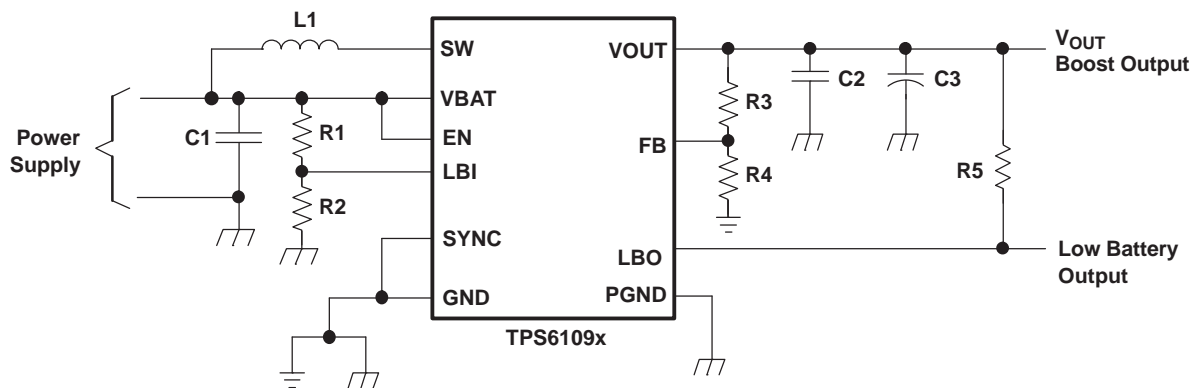 L1
SW
VOUT
VOUT
Boost Output
C2
C3
R3
VBAT
Power
Supply
C1
R1
EN
FB
LBI
R4
R5
R2
SYNC
LBO
Low Battery
Output
GND
PGND
TPS6109x